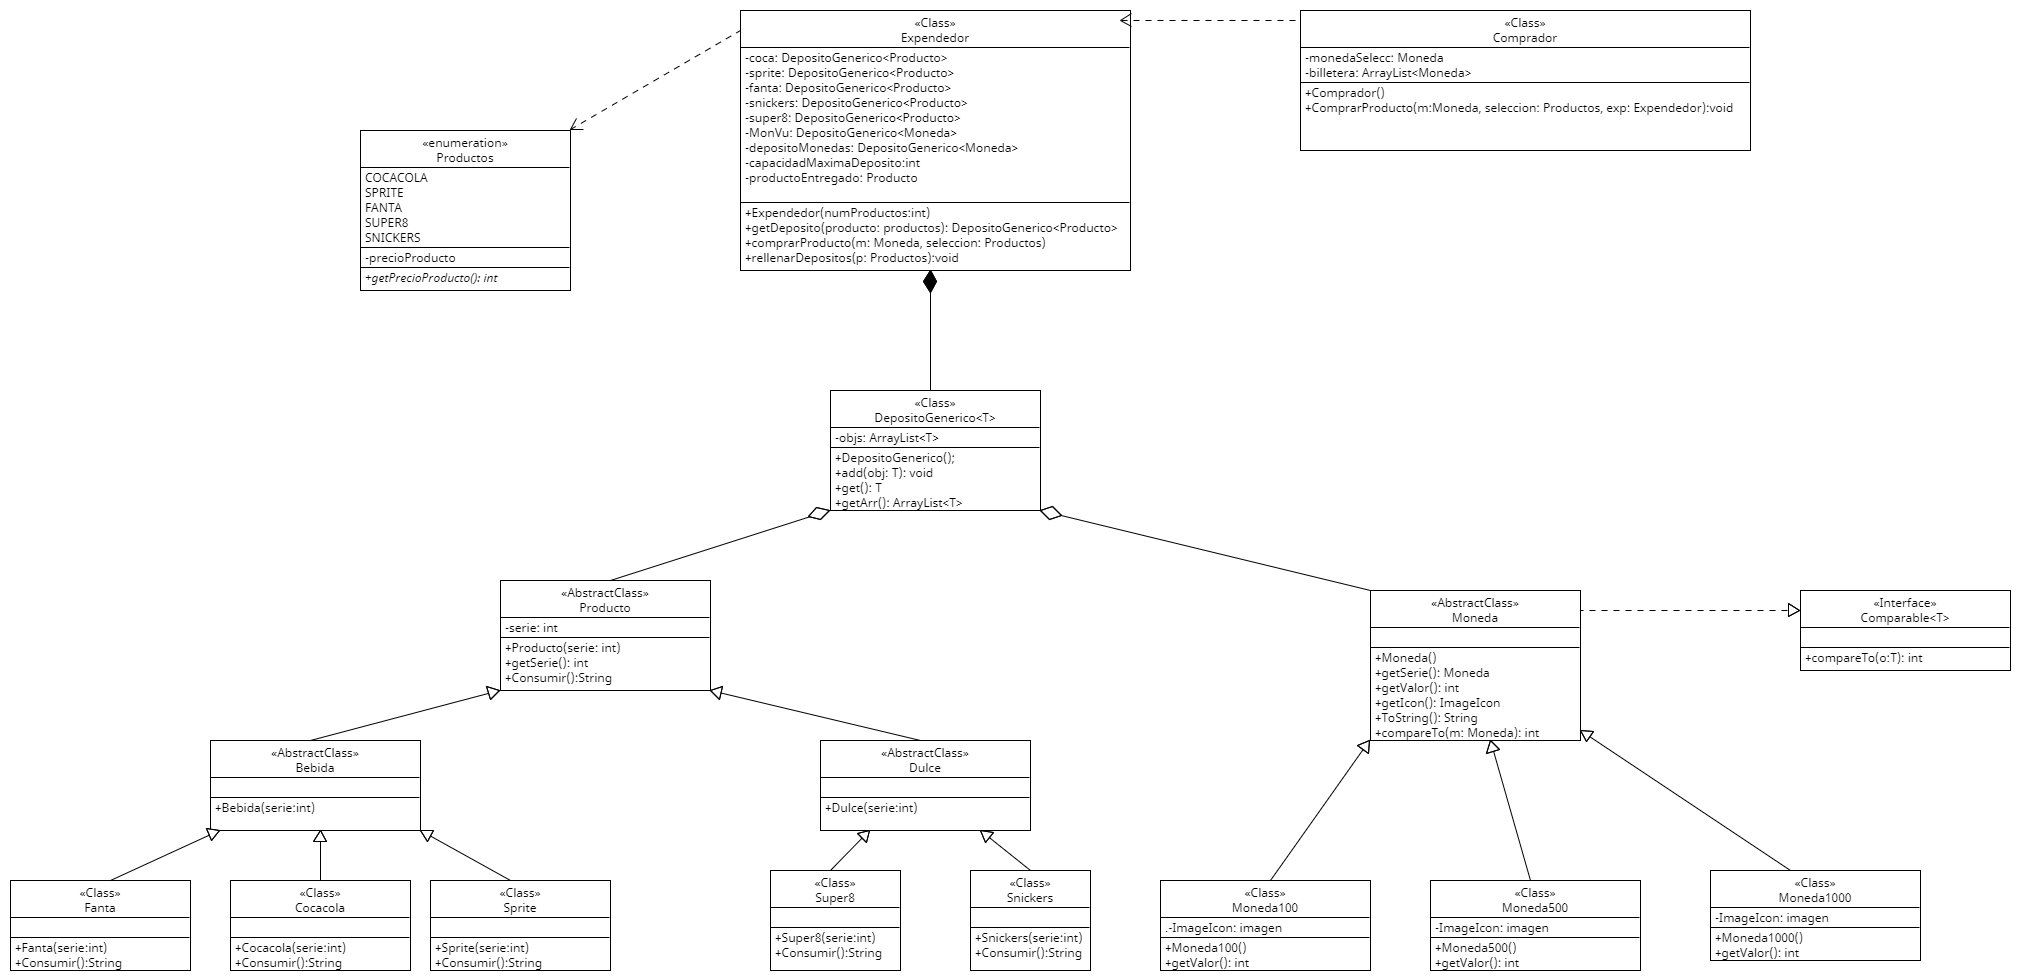 «Class»
Expendedor
-coca: DepositoGenerico<Producto>
-sprite: DepositoGenerico<Producto>
-fanta: DepositoGenerico<Producto>
-snickers: DepositoGenerico<Producto>
-super8: DepositoGenerico<Producto>
-MonVu: DepositoGenerico<Moneda>
-depositoMonedas: DepositoGenerico<Moneda>
-capacidadMaximaDeposito:int
-productoEntregado: Producto
+Expendedor(numProductos:int)
+getDeposito(producto: productos): DepositoGenerico<Producto>
+comprarProducto(m: Moneda, seleccion: Productos)
+rellenarDepositos(p: Productos):void
«Class»
Comprador
-monedaSelecc: Moneda
-billetera: ArrayList<Moneda>
+Comprador()
+ComprarProducto(m:Moneda, seleccion: Productos, exp: Expendedor):void
«enumeration»
Productos
COCACOLA
SPRITE
FANTA
SUPER8
SNICKERS
-precioProducto
+getPrecioProducto(): int
«Class»
DepositoGenerico<T>
-objs: ArrayList<T>
+DepositoGenerico();
+add(obj: T): void
+get(): T
+getArr(): ArrayList<T>
«AbstractClass»
Producto
-serie: int
+Producto(serie: int)
+getSerie(): int
+Consumir():String
«AbstractClass»
Moneda
+Moneda()
+getSerie(): Moneda
+getValor(): int
+getIcon(): ImageIcon
+ToString(): String
+compareTo(m: Moneda): int
«Interface»
Comparable<T>
+compareTo(o:T): int
«AbstractClass»
Bebida
+Bebida(serie:int)
«AbstractClass»
Dulce
+Dulce(serie:int)
«Class»
Fanta
+Fanta(serie:int)
+Consumir():String
«Class»
Cocacola
+Cocacola(serie:int)
+Consumir():String
«Class»
Sprite
+Sprite(serie:int)
+Consumir():String
«Class»
Super8
+Super8(serie:int)
+Consumir():String
«Class»
Snickers
+Snickers(serie:int)
+Consumir():String
«Class»
Moneda100
.-ImageIcon: imagen
+Moneda100()
+getValor(): int
«Class»
Moneda500
-ImageIcon: imagen
+Moneda500()
+getValor(): int
«Class»
Moneda1000
-ImageIcon: imagen
+Moneda1000()
+getValor(): int